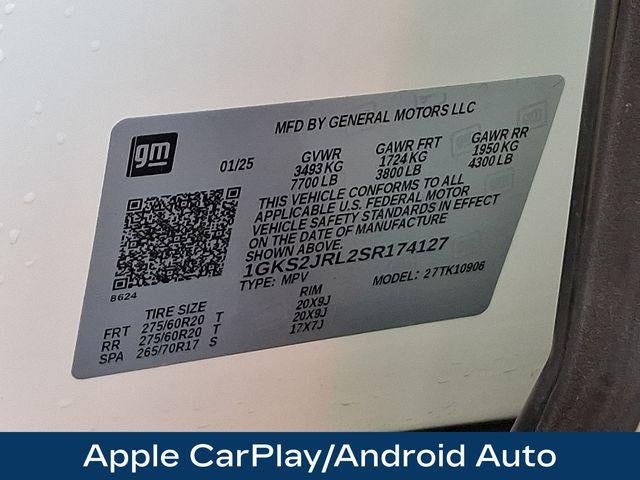 gm
MFD BY GENERAL MOTORS LLC
01/25
GVWR GAWR FRT GAWR RR
3493 KG 1724 KG 1950 KG
7700 LB 3800 LB 4300 LB
THIS VEHICLE CONFORMS TO ALL
APPLICABLE U.S. FEDERAL MOTOR
VEHICLE SAFETY STANDARDS IN EFFECT
ON THE DATE OF MANUFACTURE
SHOWN ABOVE.
1GKS2JRL2SR174127
TYPE: MPV MODEL: 27TK10906
8624
TIRE SIZE RIM
FRT 275/60R20 T 20X9J
RR 275/60R20 T 20X9J
SPA 265/70R17 S 17X7J
Apple CarPlay/Android Auto